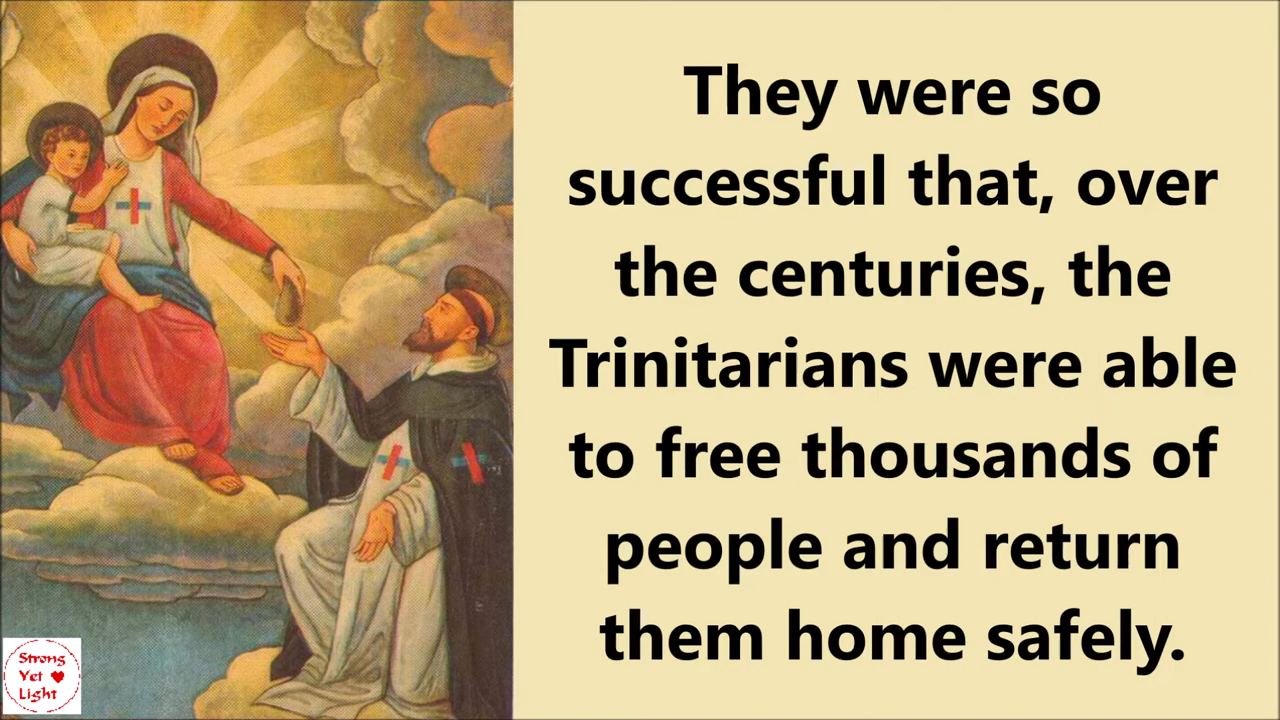 They were so
successful that, over
the centuries, the
Trinitarians were able
to free thousands of
people and return
them home safely.
Strong
Yet
Light